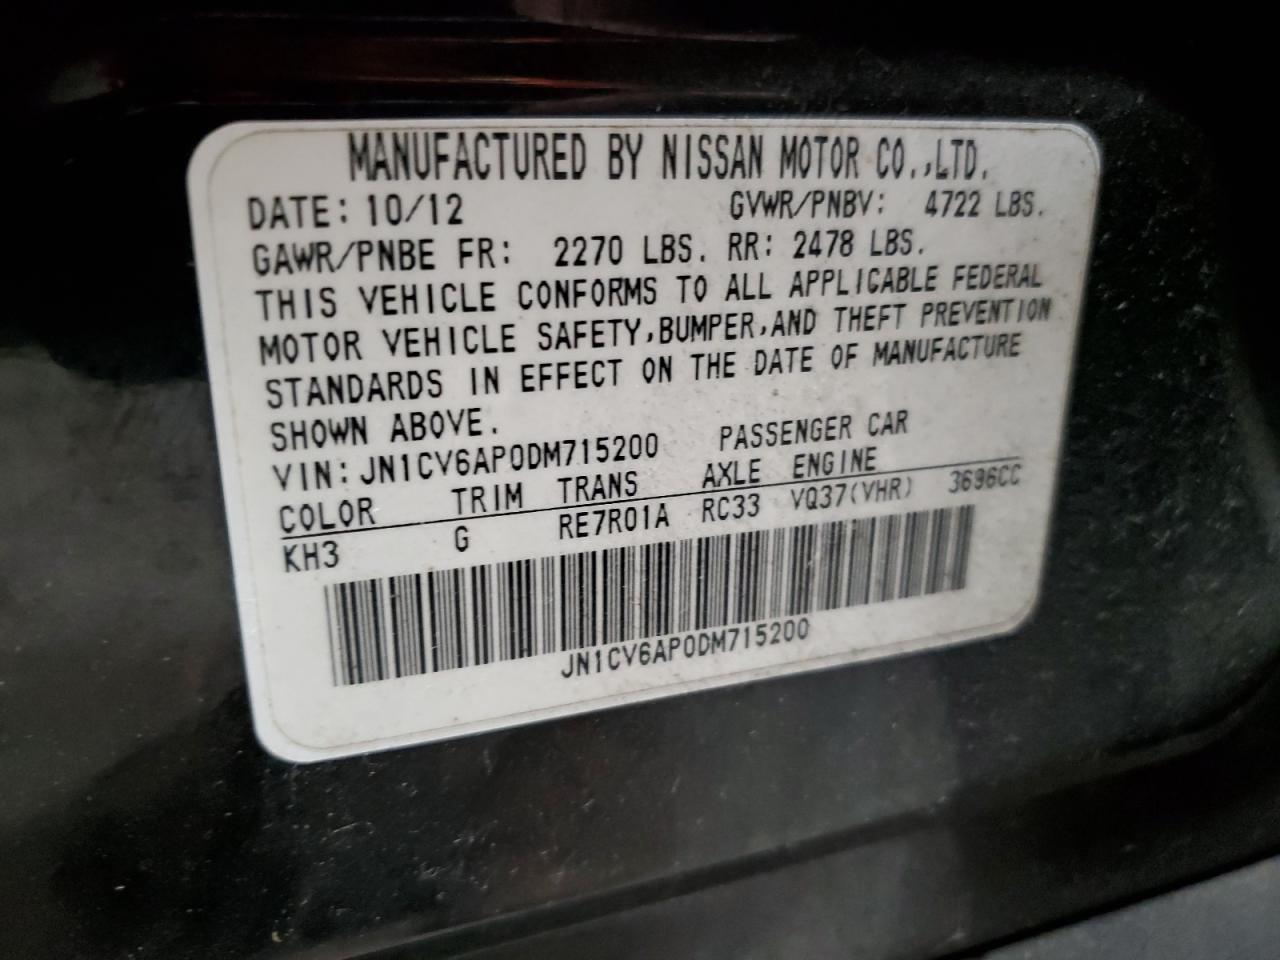 MANUFACTURED BY NISSAN MOTOR CO.,LTD.
DATE: 10/12 GVWR/PNBV: 4722 LBS.
GAWR/PNBE FR: 2270 LBS. RR: 2478 LBS.
THIS VEHICLE CONFORMS TO ALL APPLICABLE FEDERAL
MOTOR VEHICLE SAFETY,BUMPER,AND THEFT PREVENTION
STANDARDS IN EFFECT ON THE DATE OF MANUFACTURE
SHOWN ABOVE.
VIN: JN1CV6AP0DM715200 PASSENGER CAR
COLOR TRIM TRANS AXLE ENGINE
KH3 G RE7R01A RC33 VQ37(VHR) 3696CC
JN1CV6AP0DM715200